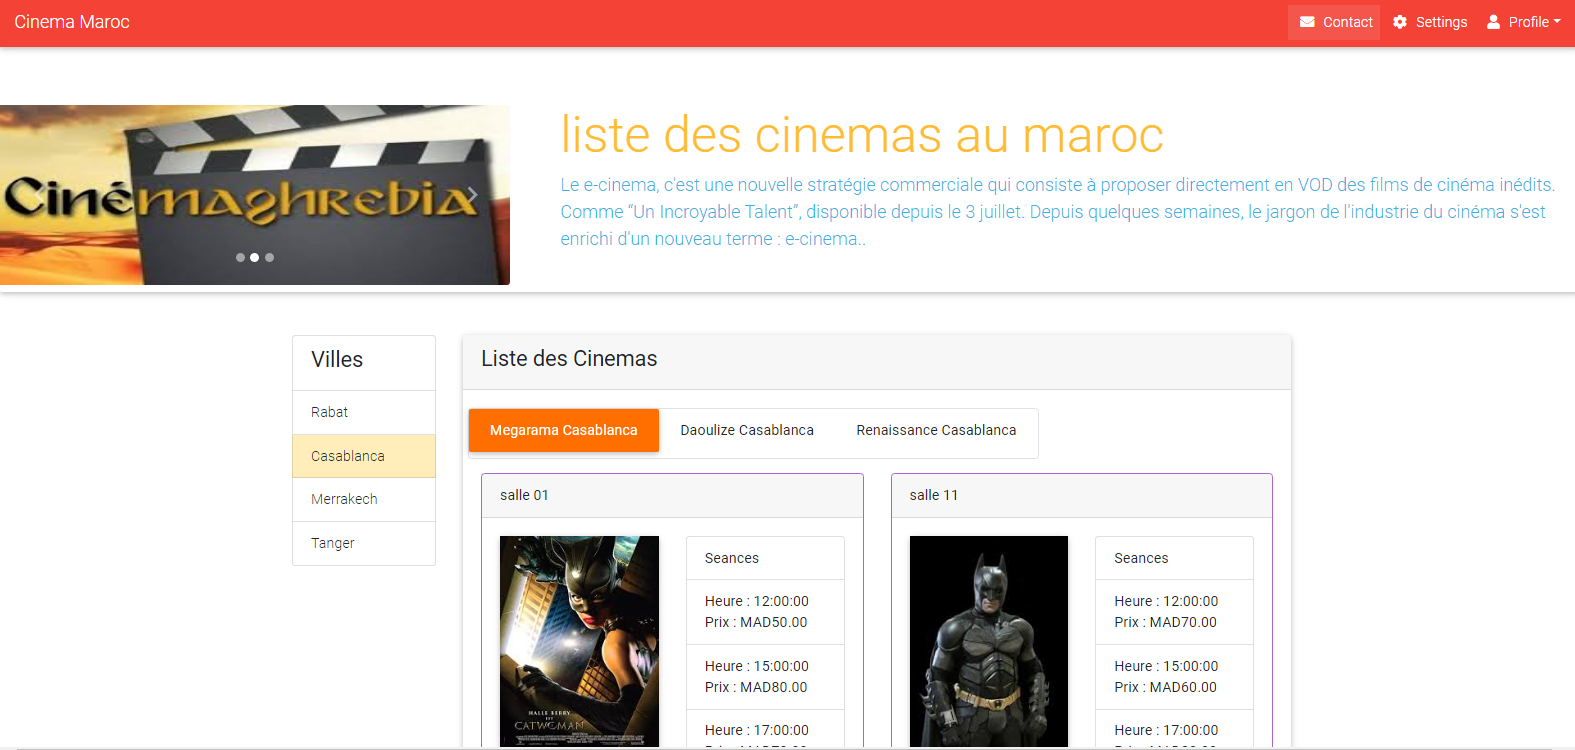 Cinema Maroc
Contact
Settings
Profile
Cinémaghrebia
liste des cinemas au maroc
Le e-cinema, c'est une nouvelle stratégie commerciale qui consiste à proposer directement en VOD des films de cinéma inédits.
Comme “Un Incroyable Talent”, disponible depuis le 3 juillet. Depuis quelques semaines, le jargon de l'industrie du cinéma s'est
enrichi d'un nouveau terme : e-cinema..
Villes
Rabat
Casablanca
Merrakech
Tanger
Liste des Cinemas
Megarama Casablanca
Daoulize Casablanca
Renaissance Casablanca
salle 01
HALLE BERRY
CATWOMAN
Seances
Heure : 12:00:00
Prix : MAD50.00
Heure : 15:00:00
Prix : MAD80.00
Heure : 17:00:00
salle 11
Seances
Heure : 12:00:00
Prix : MAD70.00
Heure : 15:00:00
Prix : MAD60.00
Heure : 17:00:00